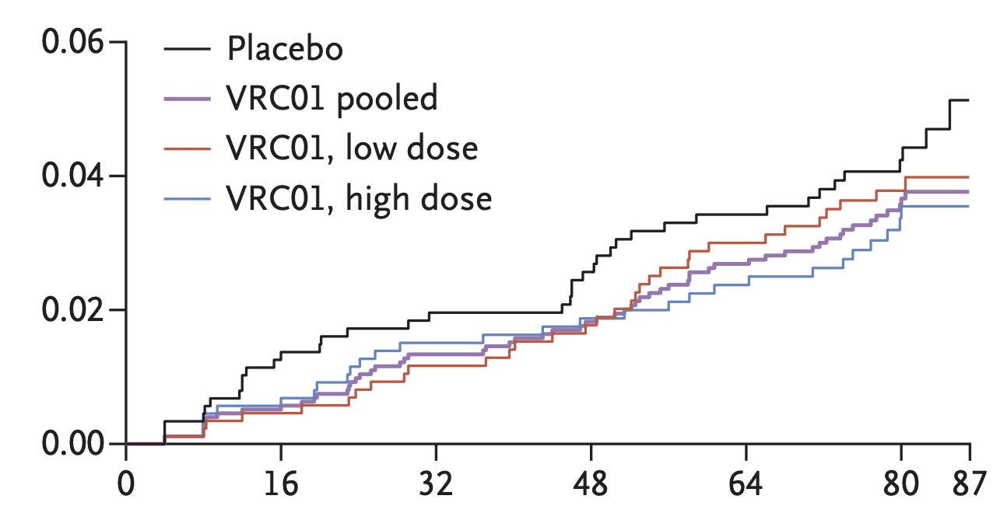 0.06
Placebo
VRC01 pooled
VRC01, low dose
0.04
VRC01, high dose
0.02
0.00
0 16 32 48 64 80 87